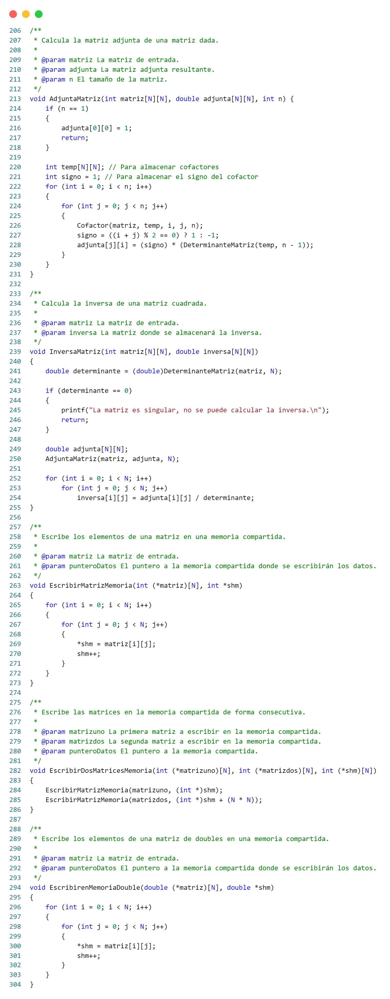 206 /**
207  * Calcula la matriz adjunta de una matriz dada.
208  *
209  * @param matriz La matriz de entrada.
210  * @param adjunta La matriz adjunta resultante.
211  * @param n El tamaño de la matriz.
212  */
213 void AdjuntaMatriz(int matriz[N][N], double adjunta[N][N], int n) {
214     if (n == 1)
215     {
216         adjunta[0][0] = 1;
217         return;
218     }
219
220     int temp[N][N]; // Para almacenar cofactores
221     int signo = 1; // Para almacenar el signo del cofactor
222     for (int i = 0; i < n; i++)
223     {
224         for (int j = 0; j < n; j++)
225         {
226             Cofactor(matriz, temp, i, j, n);
227             signo = ((i + j) % 2 == 0) ? 1 : -1;
228             adjunta[j][i] = (signo) * (DeterminanteMatriz(temp, n - 1));
229         }
230     }
231 }
232
233 /**
234  * Calcula la inversa de una matriz cuadrada.
235  *
236  * @param matriz La matriz de entrada.
237  * @param inversa La matriz donde se almacenará la inversa.
238  */
239 void InversaMatriz(int matriz[N][N], double inversa[N][N])
240 {
241     double determinante = (double)DeterminanteMatriz(matriz, N);
242
243     if (determinante == 0)
244     {
245         printf("La matriz es singular, no se puede calcular la inversa.\n");
246         return;
247     }
248
249     double adjunta[N][N];
250     AdjuntaMatriz(matriz, adjunta, N);
251
252     for (int i = 0; i < N; i++)
253         for (int j = 0; j < N; j++)
254             inversa[i][j] = adjunta[i][j] / determinante;
255 }
256
257 /**
258  * Escribe los elementos de una matriz en una memoria compartida.
259  *
260  * @param matriz La matriz de entrada.
261  * @param punteroDatos El puntero a la memoria compartida donde se escribirán los datos.
262  */
263 void EscribirMatrizMemoria(int (*matriz)[N], int *shm)
264 {
265     for (int i = 0; i < N; i++)
266     {
267         for (int j = 0; j < N; j++)
268         {
269             *shm = matriz[i][j];
270             shm++;
271         }
272     }
273 }
274
275 /**
276  * Escribe las matrices en la memoria compartida de forma consecutiva.
277  *
278  * @param matrizuno La primera matriz a escribir en la memoria compartida.
279  * @param matrizdos La segunda matriz a escribir en la memoria compartida.
280  * @param punteroDatos El puntero a la memoria compartida.
281  */
282 void EscribirDosMatricesMemoria(int (*matrizuno)[N], int (*matrizdos)[N], int (*shm)[N])
283 {
284     EscribirMatrizMemoria(matrizuno, (int *)shm);
285     EscribirMatrizMemoria(matrizdos, (int *)shm + (N * N));
286 }
287
288 /**
289  * Escribe los elementos de una matriz de doubles en una memoria compartida.
290  *
291  * @param matriz La matriz de entrada.
292  * @param punteroDatos El puntero a la memoria compartida donde se escribirán los datos.
293  */
294 void EscribirenMemoriaDouble(double (*matriz)[N], double *shm)
295 {
296     for (int i = 0; i < N; i++)
297     {
298         for (int j = 0; j < N; j++)
299         {
300             *shm = matriz[i][j];
301             shm++;
302         }
303     }
304 }